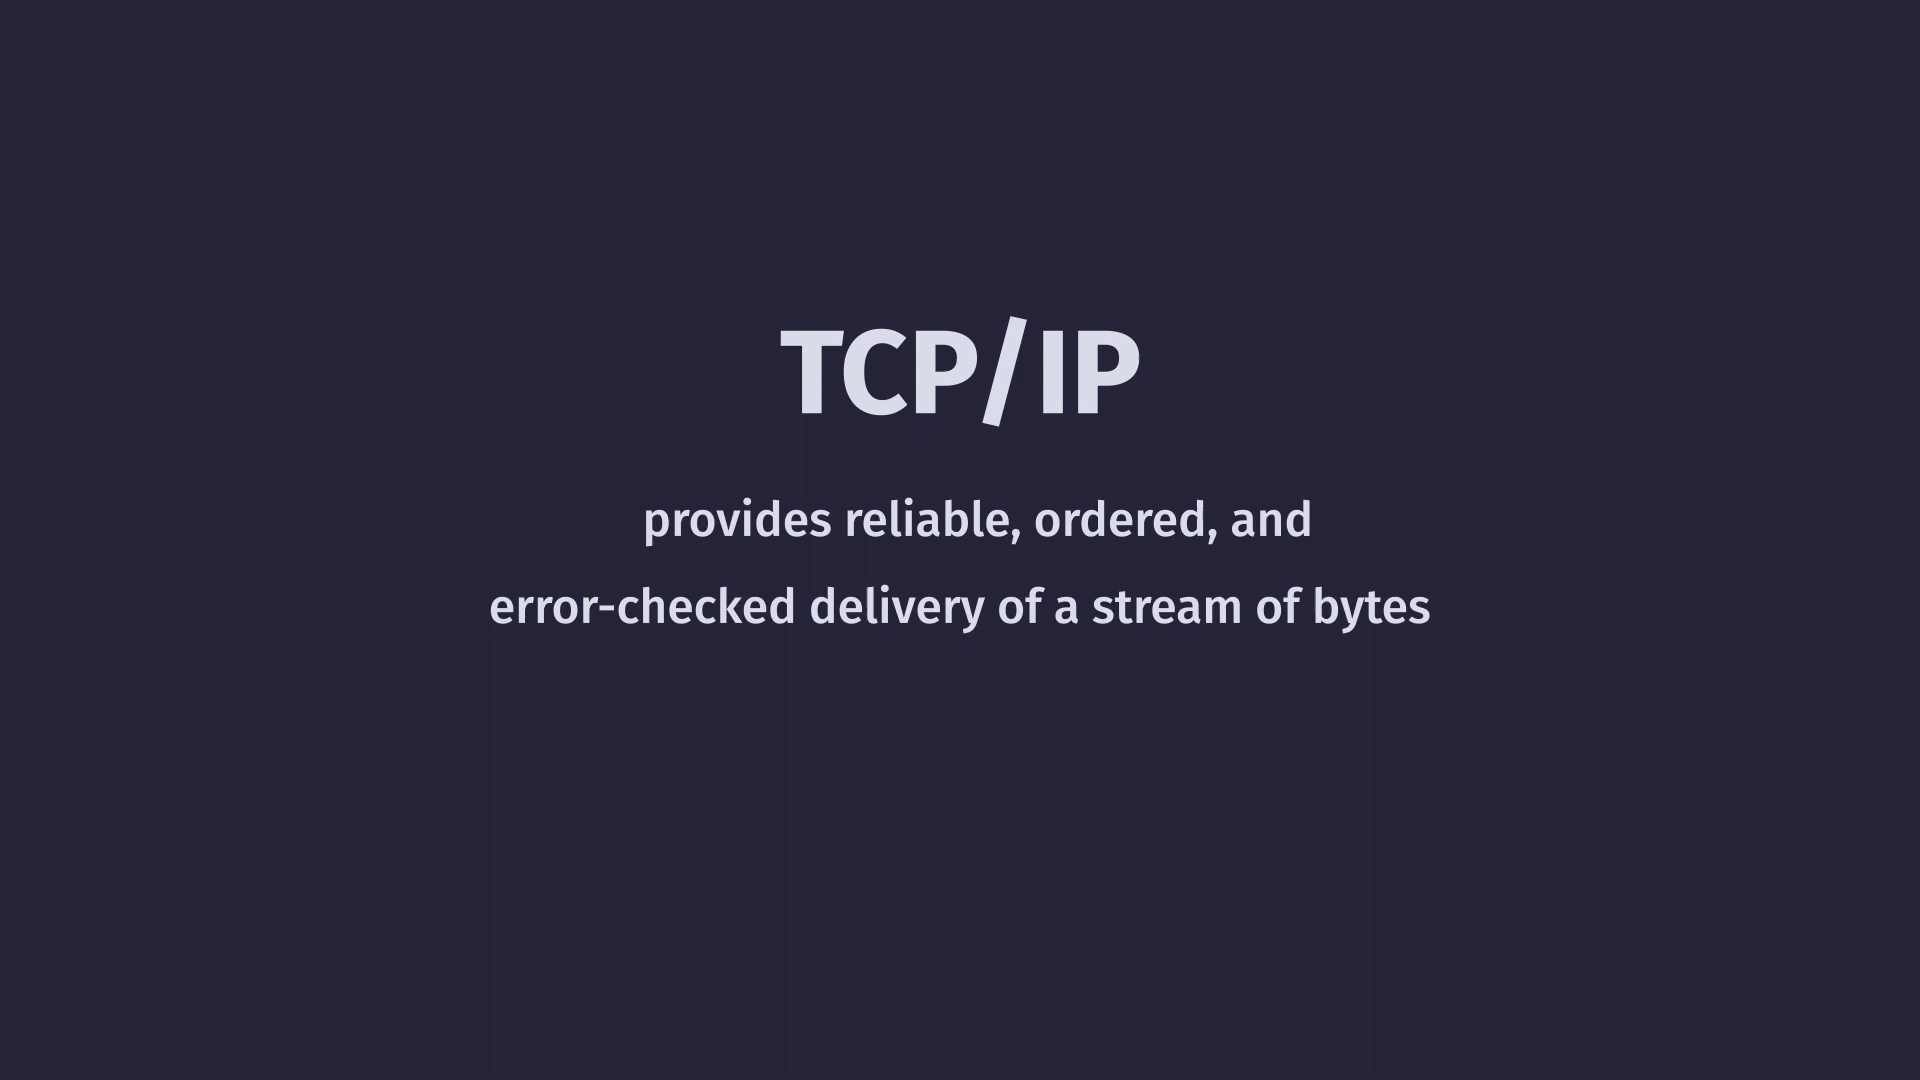 TCP/IP
provides reliable, ordered, and
error-checked delivery of a stream of bytes